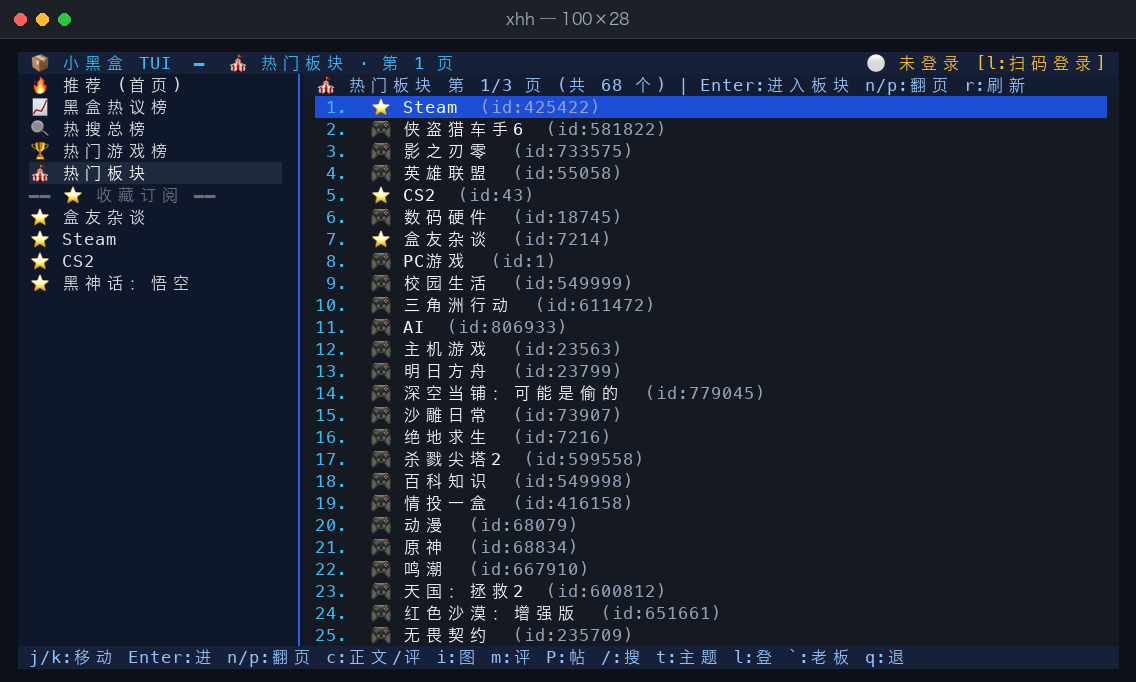 xhh — 100×28
📦 小黑盒 TUI — 🎪 热门板块 · 第 1 页 ⚪ 未登录 [l:扫码登录]
🔥 推荐 (首页)
📈 黑盒热议榜
🔍 热搜总榜
🏆 热门游戏榜
🎪 热门板块
—— ⭐ 收藏订阅 ——
⭐ 盒友杂谈
⭐ Steam
⭐ CS2
⭐ 黑神话: 悟空
🎪 热门板块 第 1/3 页 (共 68 个) | Enter:进入板块 n/p:翻页 r:刷新
1. ⭐ Steam (id:425422)
2. 🎮 侠盗猎车手6 (id:581822)
3. 🎮 影之刃零 (id:733575)
4. 🎮 英雄联盟 (id:55058)
5. ⭐ CS2 (id:43)
6. 🎮 数码硬件 (id:18745)
7. ⭐ 盒友杂谈 (id:7214)
8. 🎮 PC游戏 (id:1)
9. 🎮 校园生活 (id:549999)
10. 🎮 三角洲行动 (id:611472)
11. 🎮 AI (id:806933)
12. 🎮 主机游戏 (id:23563)
13. 🎮 明日方舟 (id:23799)
14. 🎮 深空当铺: 可能是偷的 (id:779045)
15. 🎮 沙雕日常 (id:73907)
16. 🎮 绝地求生 (id:7216)
17. 🎮 杀戮尖塔2 (id:599558)
18. 🎮 百科知识 (id:549998)
19. 🎮 情投一盒 (id:416158)
20. 🎮 动漫 (id:68079)
21. 🎮 原神 (id:68834)
22. 🎮 鸣潮 (id:667910)
23. 🎮 天国: 拯救2 (id:600812)
24. 🎮 红色沙漠: 增强版 (id:651661)
25. 🎮 无畏契约 (id:235709)
j/k:移动 Enter:进 n/p:翻页 c:正文/评 i:图 m:评 P:帖 /:搜 t:主题 l:登 `:老板 q:退